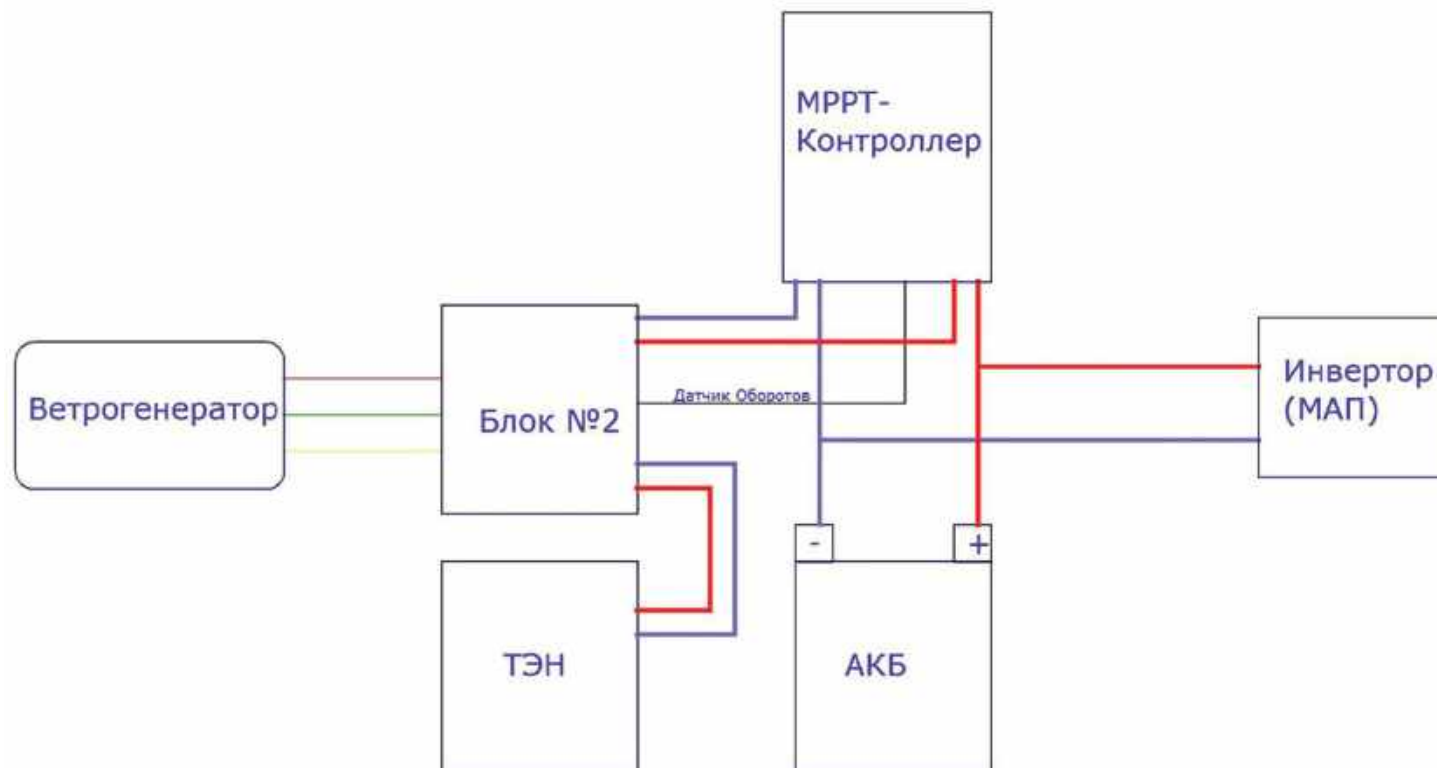 МРРТ-
Контроллер
Ветрогенератор
Блок №2
Датчик Оборотов
Инвертор
(МАП)
-
+
ТЭН
АКБ